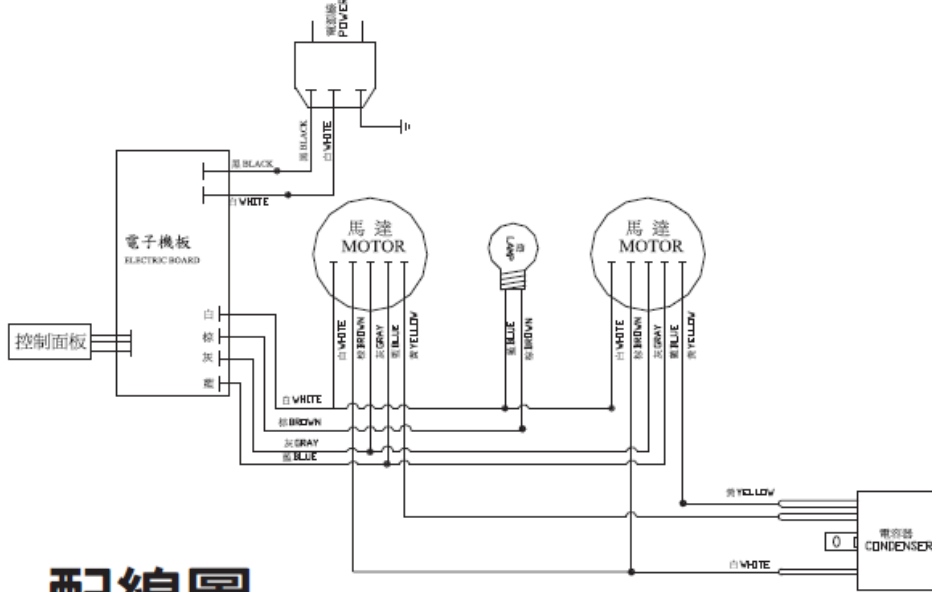 電源線
POWER
黑 BLACK
白 WHITE
黑 BLACK
白 WHITE
電子機板
ELECTRIC BOARD
控制面板
白
棕
灰
藍
馬達
MOTOR
白 WHITE
棕 BROWN
灰 GRAY
藍 BLUE
黃 YELLOW
燈
LAMP
藍 BLUE
棕 BROWN
馬達
MOTOR
白 WHITE
棕 BROWN
灰 GRAY
藍 BLUE
黃 YELLOW
白 WHITE
棕 BROWN
灰 GRAY
藍 BLUE
黃 YELLOW
白 WHITE
電容器
CONDENSER
配線圖